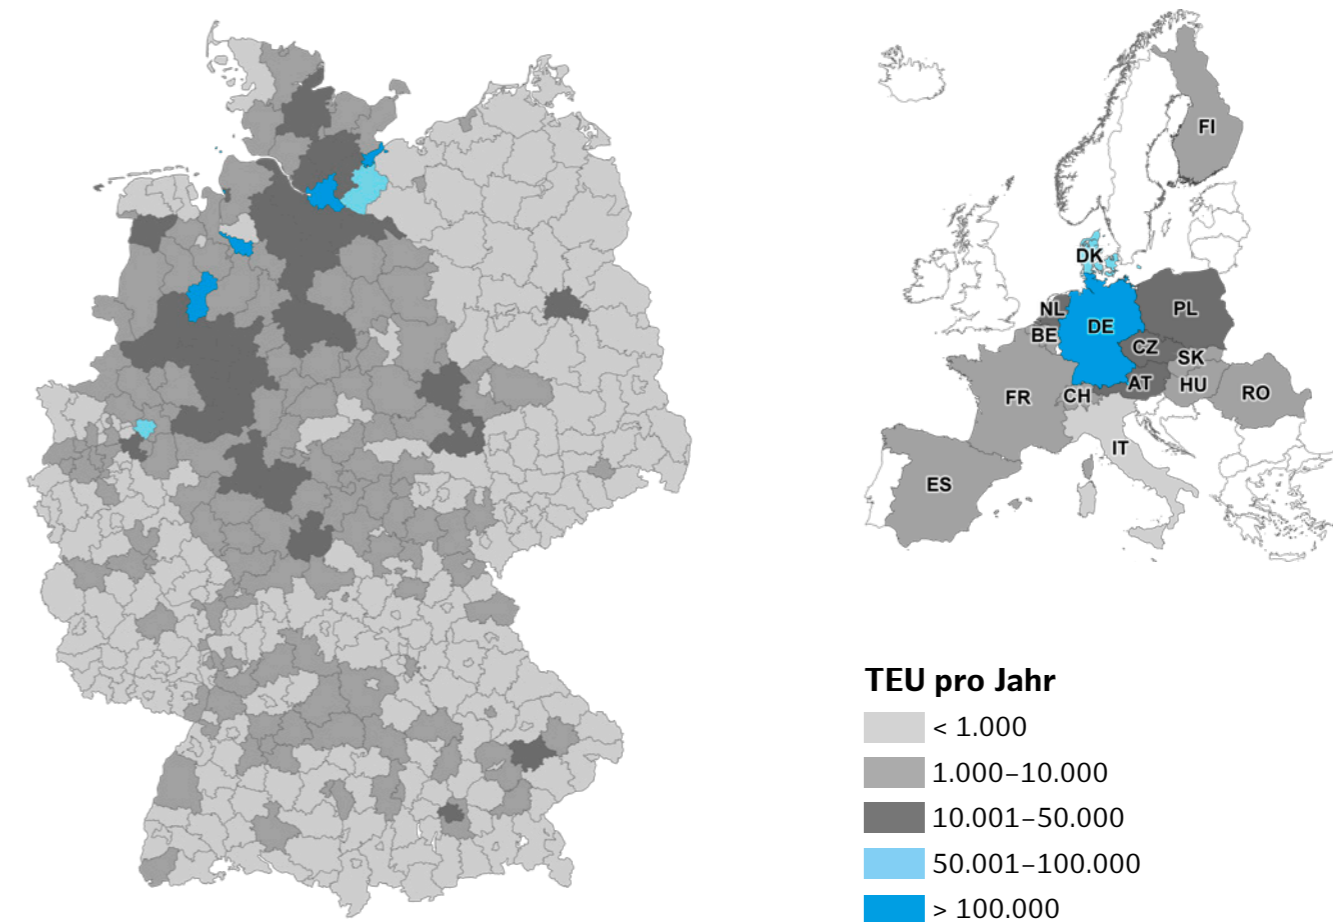 FI
DK
NL
BE
DE
PL
CZ
SK
AT
HU
CH
FR
RO
IT
ES
TEU pro Jahr
< 1.000
1.000–10.000
10.001–50.000
50.001–100.000
> 100.000